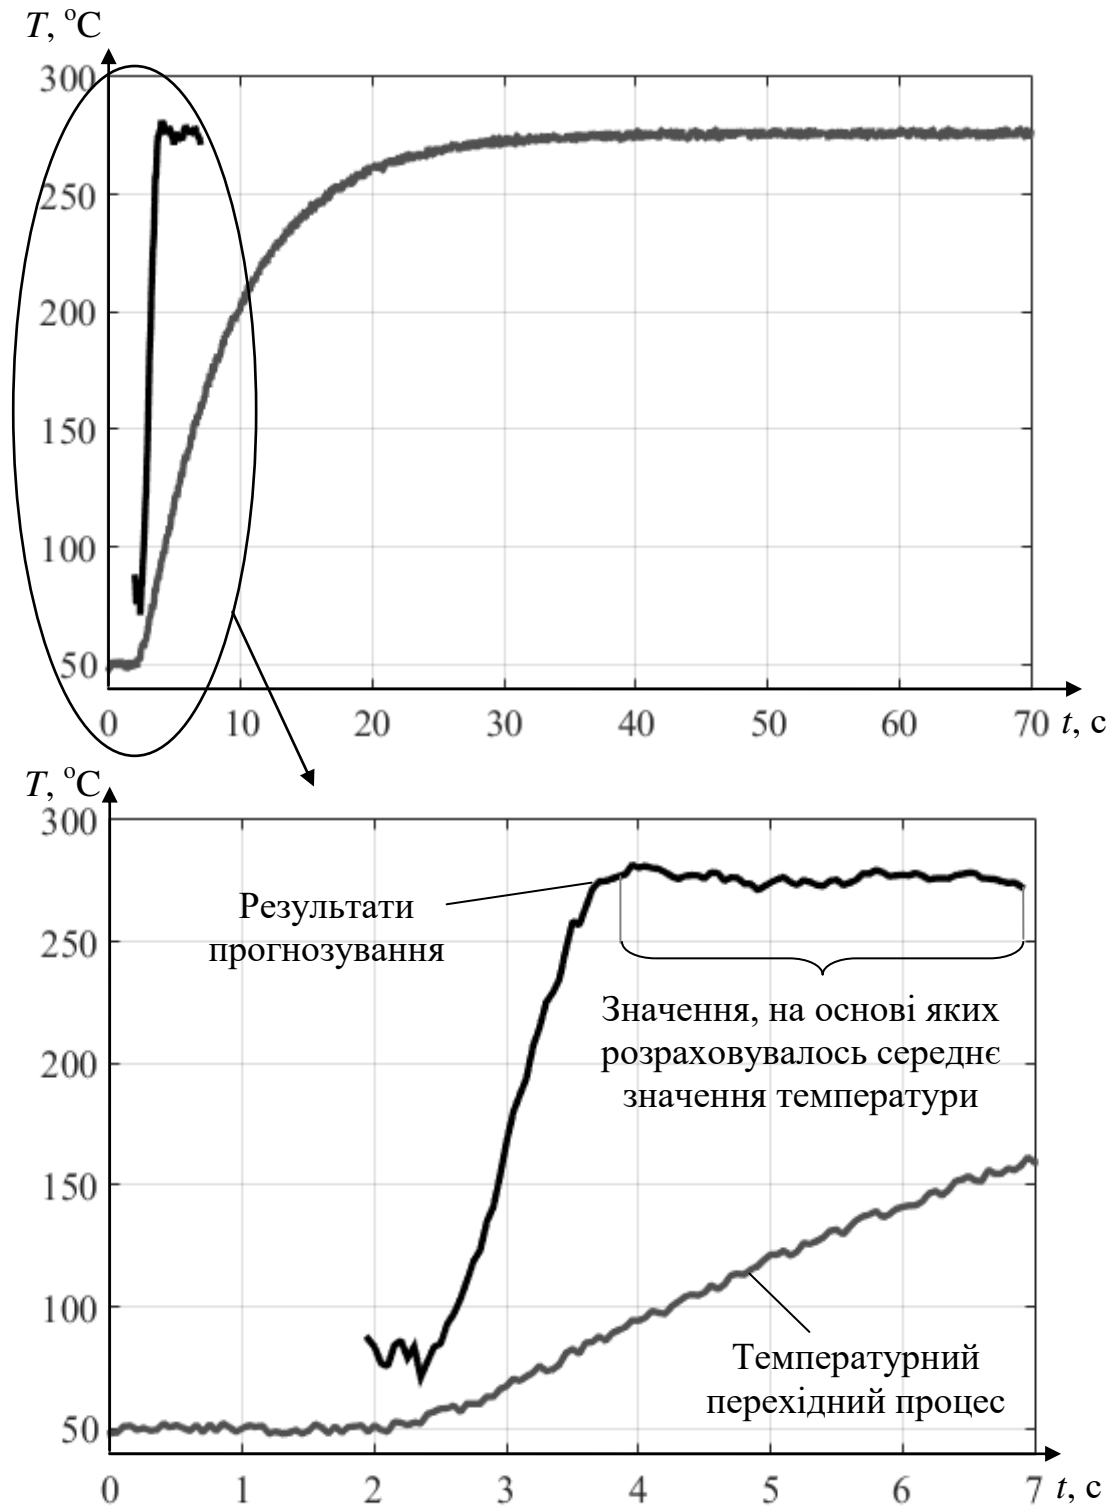 T, °C
300
250
200
150
100
50
0 10 20 30 40 50 60 70 t, с
T, °C
300
250
200
150
100
50
Результати
прогнозування
Значення, на основі яких
розраховувалось середнє
значення температури
Температурний
перехідний процес
0 1 2 3 4 5 6 7 t, с